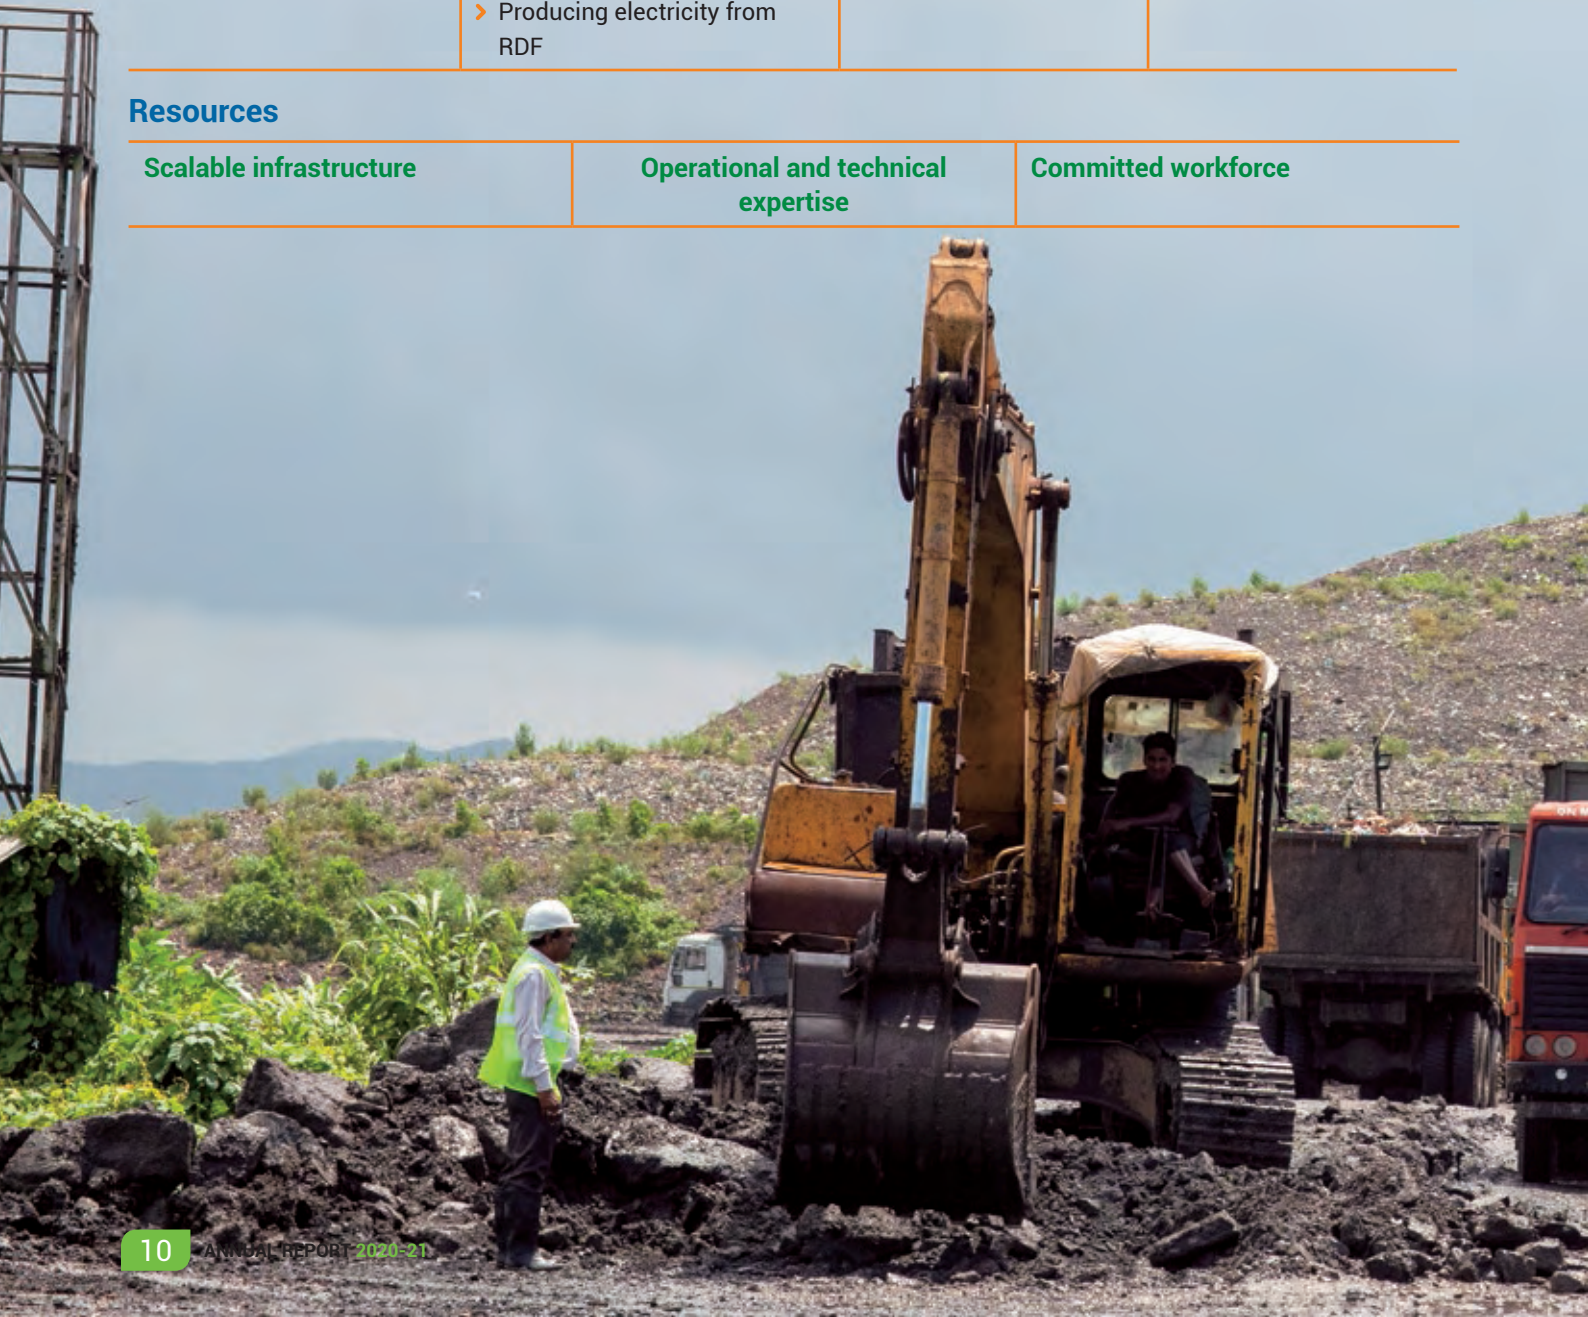 Producing electricity from
RDF
Resources
Scalable infrastructure
Operational and technical
expertise
Committed workforce
10 ANNUAL REPORT 2020-21